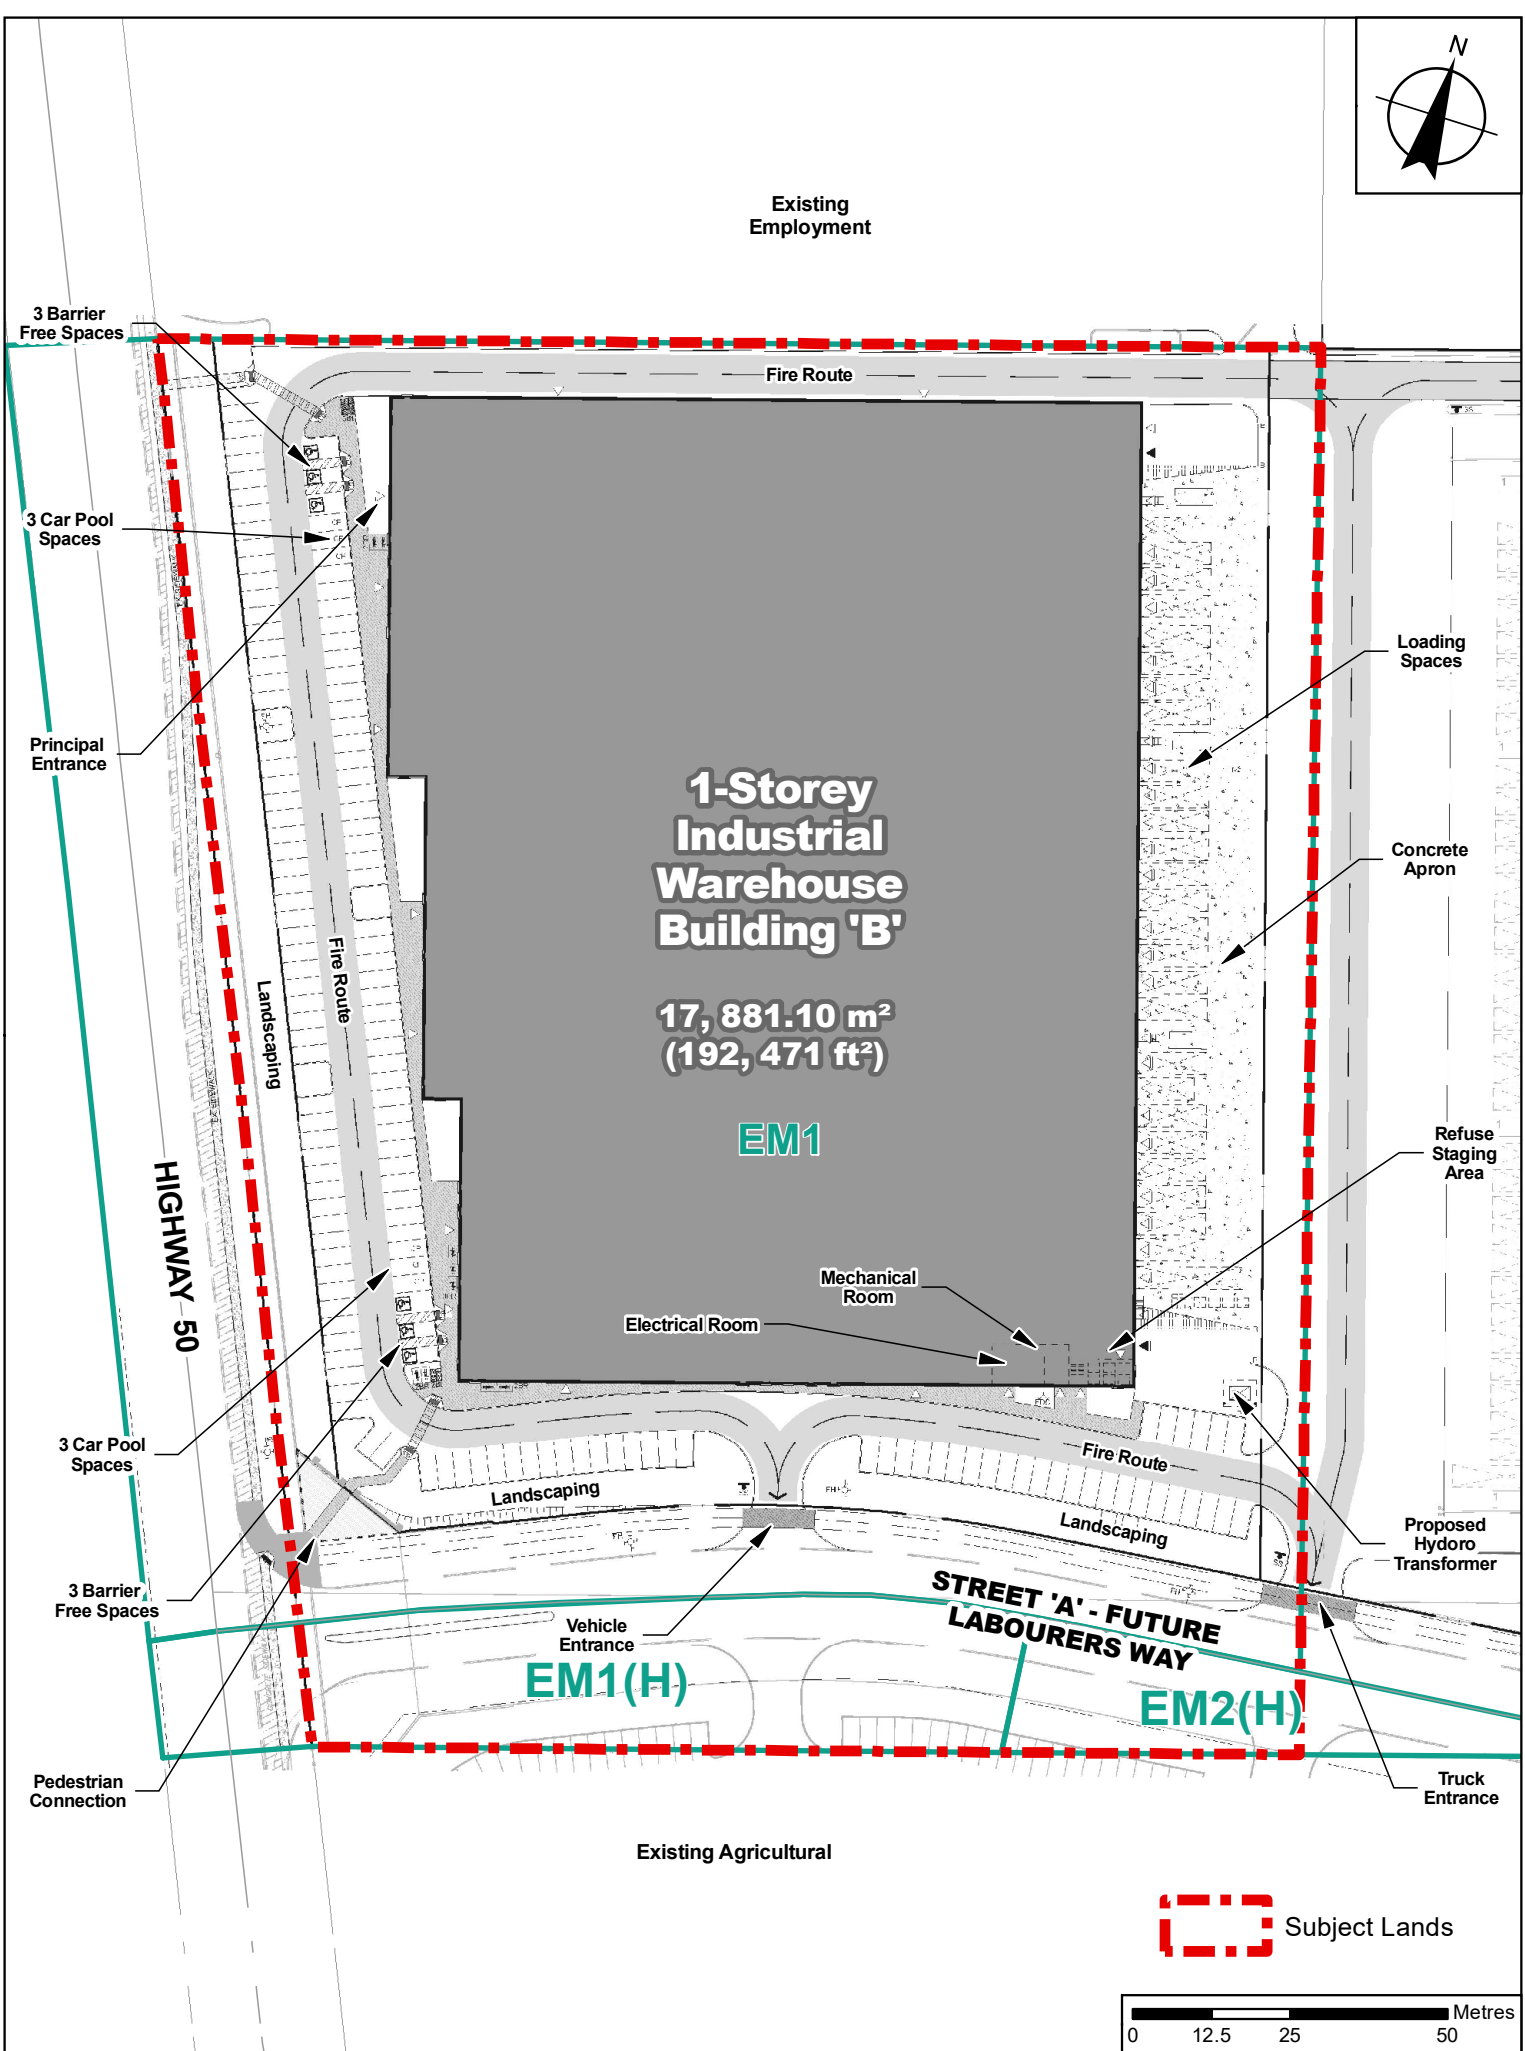 N
Existing
Employment
3 Barrier
Free Spaces
Fire Route
3 Car Pool
Spaces
Loading
Spaces
Principal
Entrance
1-Storey
Industrial
Warehouse
Building 'B'
Concrete
Apron
Fire Route
Landscaping
17, 881.10 m²
(192, 471 ft²)
EM1
Refuse
Staging
Area
HIGHWAY 50
Mechanical
Room
Electrical Room
3 Car Pool
Spaces
Fire Route
Landscaping
Landscaping
FH
Proposed
Hydoro
Transformer
3 Barrier
Free Spaces
STREET 'A' - FUTURE
LABOURERS WAY
Vehicle
Entrance
EM1(H)
EM2(H)
Pedestrian
Connection
Truck
Entrance
Existing Agricultural
Subject Lands
Metres
0 12.5 25 50